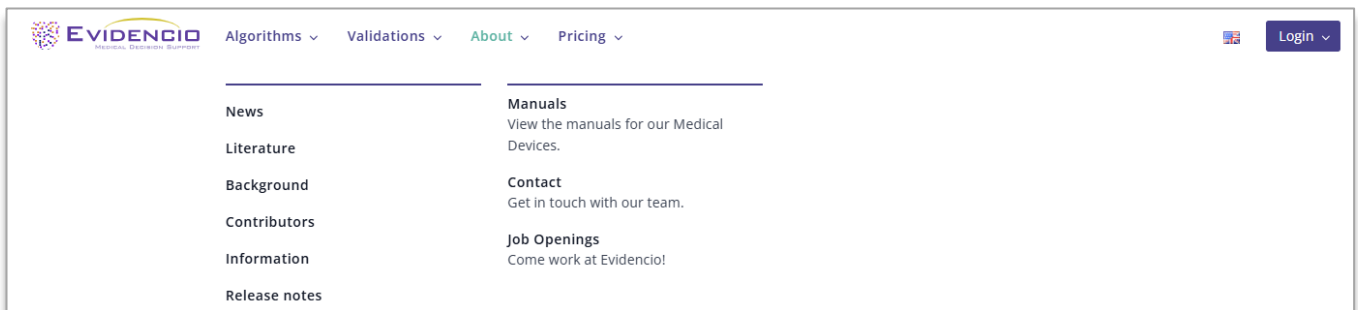 EVIDENCIO
MEDICAL DECISION SUPPORT
Algorithms
Validations
About
Pricing
Login
News
Literature
Background
Contributors
Information
Release notes
Manuals
View the manuals for our Medical
Devices.
Contact
Get in touch with our team.
Job Openings
Come work at Evidencio!